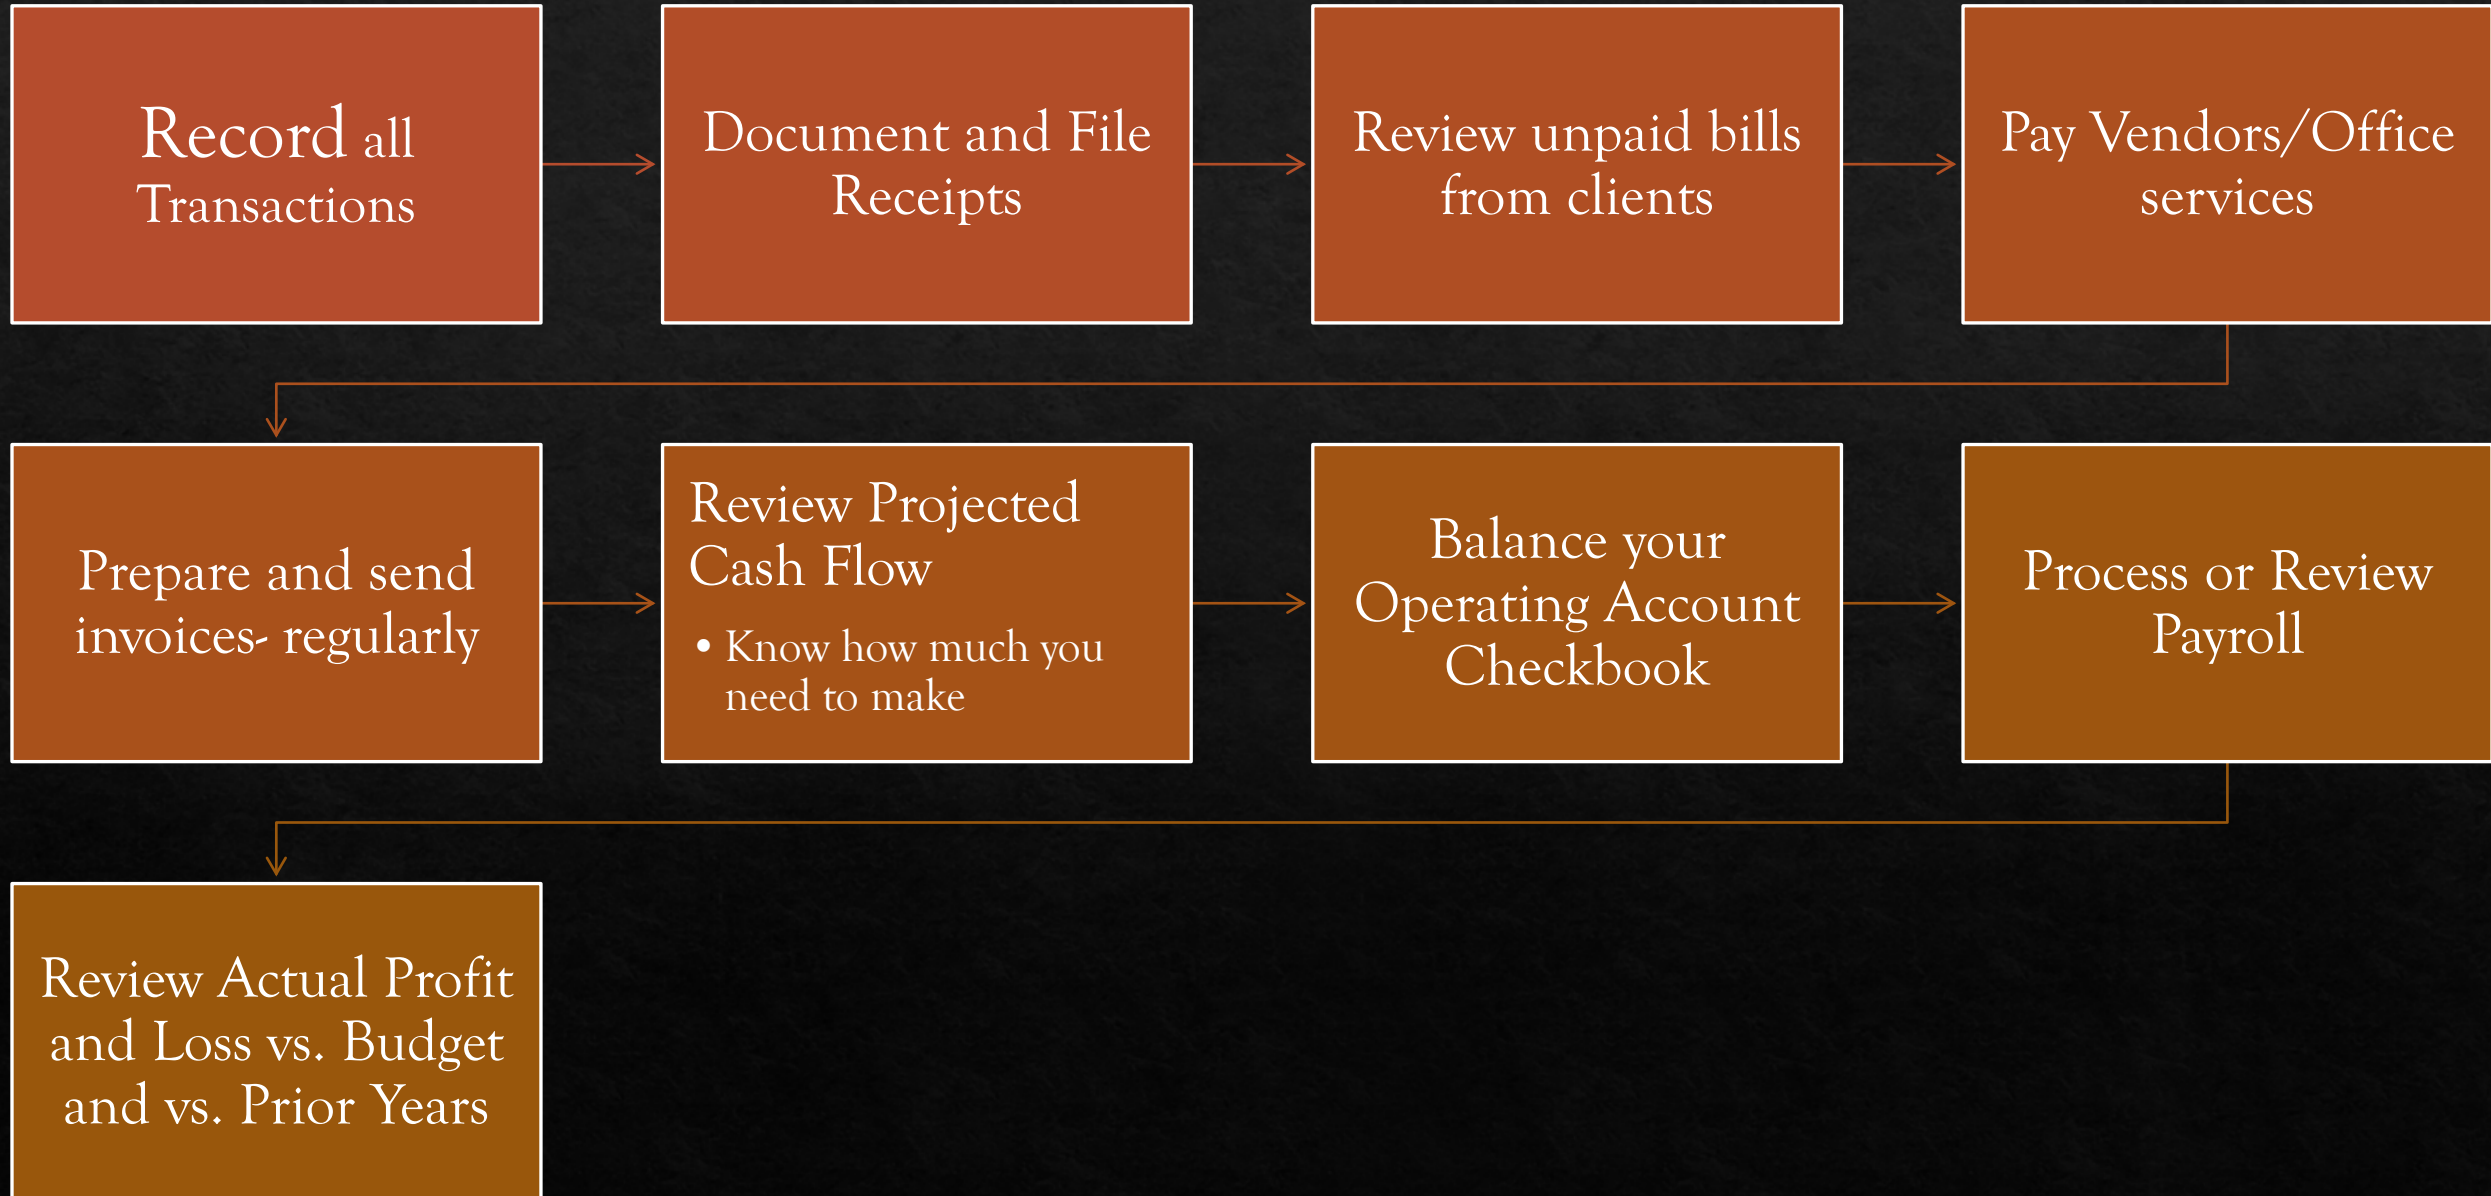 Record all
Transactions
Document and File
Receipts
Review unpaid bills
from clients
Pay Vendors/Office
services
Prepare and send
invoices- regularly
Review Projected
Cash Flow
• Know how much you
need to make
Balance your
Operating Account
Checkbook
Process or Review
Payroll
Review Actual Profit
and Loss vs. Budget
and vs. Prior Years